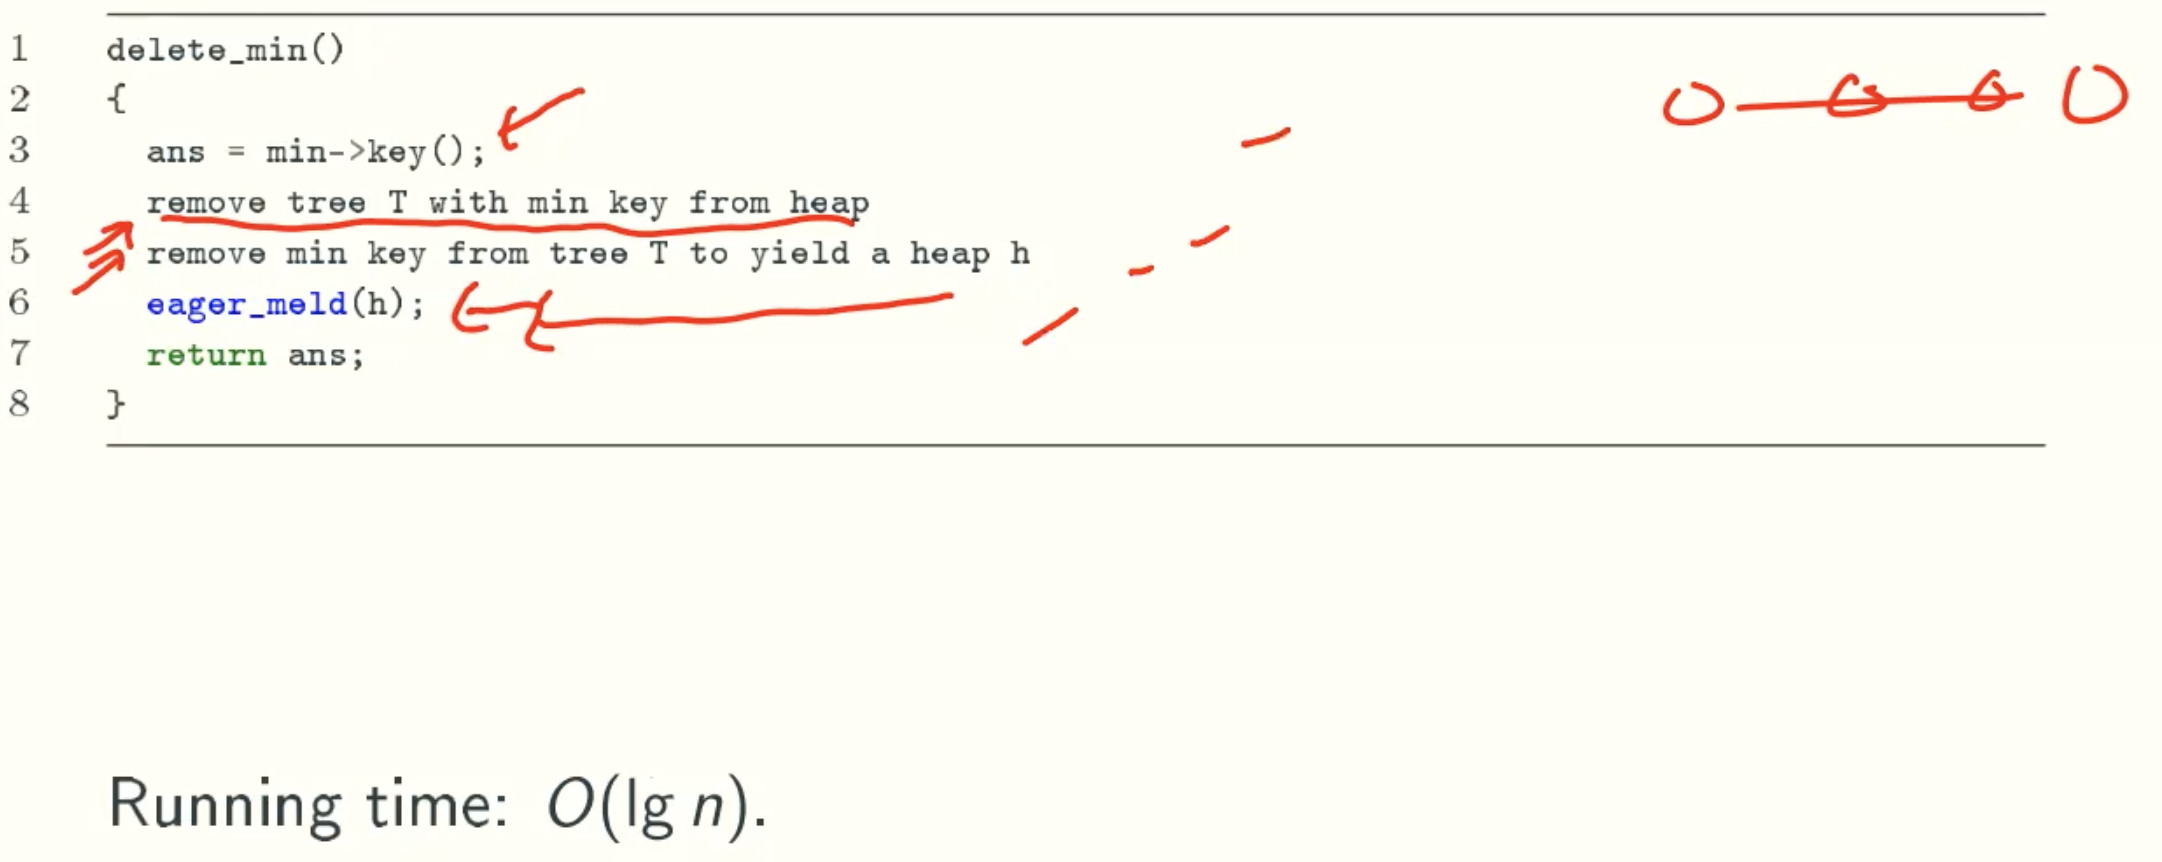 1 delete_min()
2 {
3 ans = min->key();
4 remove tree T with min key from heap
5 remove min key from tree T to yield a heap h
6 eager_meld(h);
7 return ans;
8 }
Running time: O(lg n).